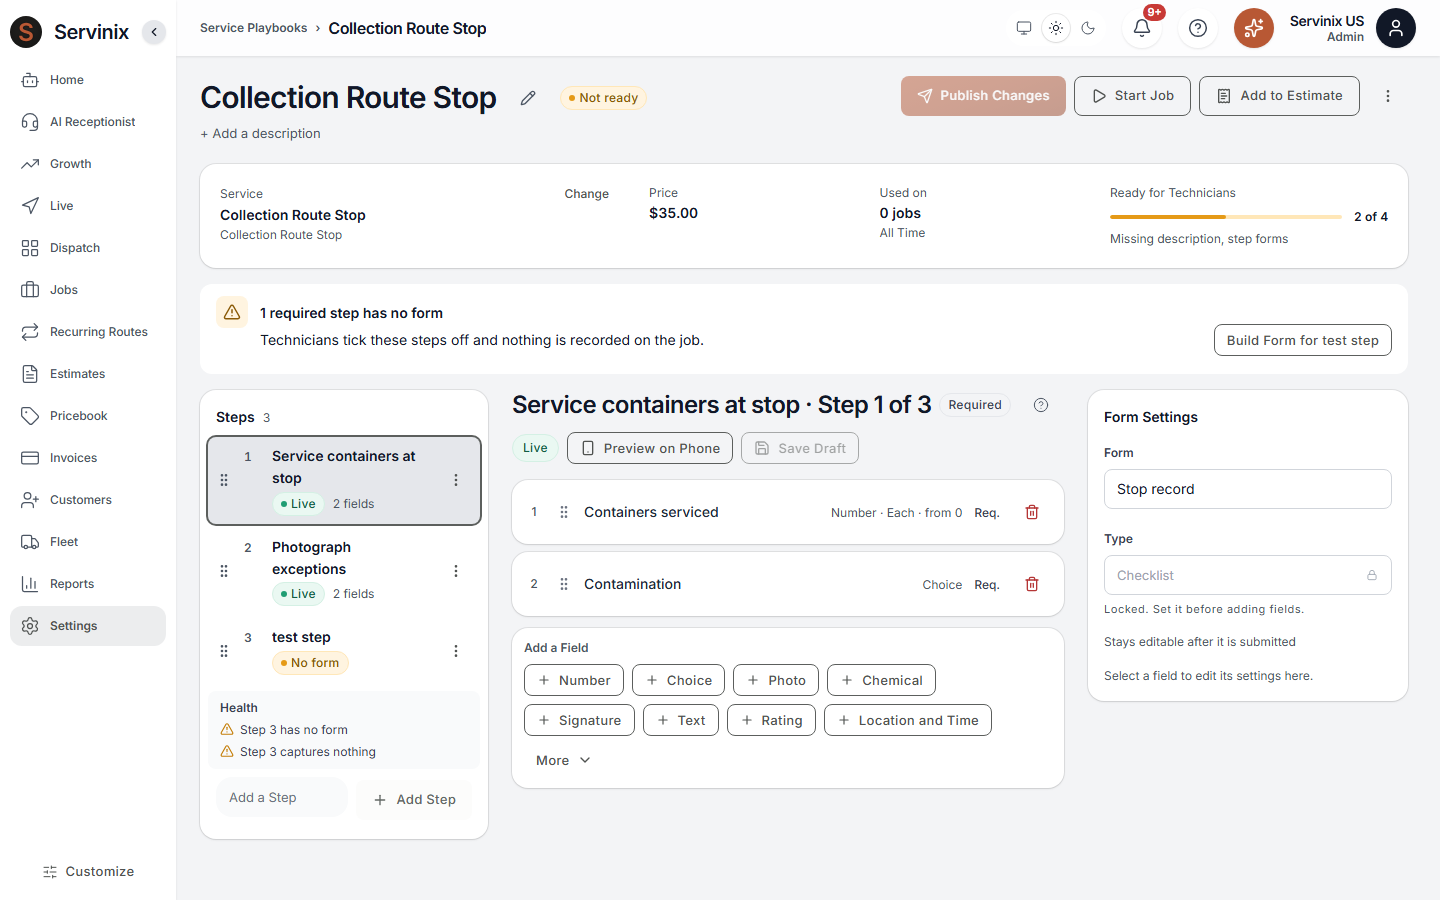 Servinix
Home
AI Receptionist
Growth
Live
Dispatch
Jobs
Recurring Routes
Estimates
Pricebook
Invoices
Customers
Fleet
Reports
Settings
Customize
Service Playbooks › Collection Route Stop
9+
Servinix US
Admin
Collection Route Stop
Not ready
+ Add a description
Publish Changes
Start Job
Add to Estimate
Service
Change
Collection Route Stop
Collection Route Stop
Price
$35.00
Used on
0 jobs
All Time
Ready for Technicians
2 of 4
Missing description, step forms
1 required step has no form
Technicians tick these steps off and nothing is recorded on the job.
Build Form for test step
Steps 3
1 Service containers at
stop
Live 2 fields
2 Photograph
exceptions
Live 2 fields
3 test step
No form
Health
Step 3 has no form
Step 3 captures nothing
Add a Step
+ Add Step
Service containers at stop · Step 1 of 3 Required
Live Preview on Phone Save Draft
1 Containers serviced Number · Each · from 0 Req.
2 Contamination Choice Req.
Add a Field
+ Number + Choice + Photo + Chemical
+ Signature + Text + Rating + Location and Time
More
Form Settings
Form
Stop record
Type
Checklist
Locked. Set it before adding fields.
Stays editable after it is submitted
Select a field to edit its settings here.